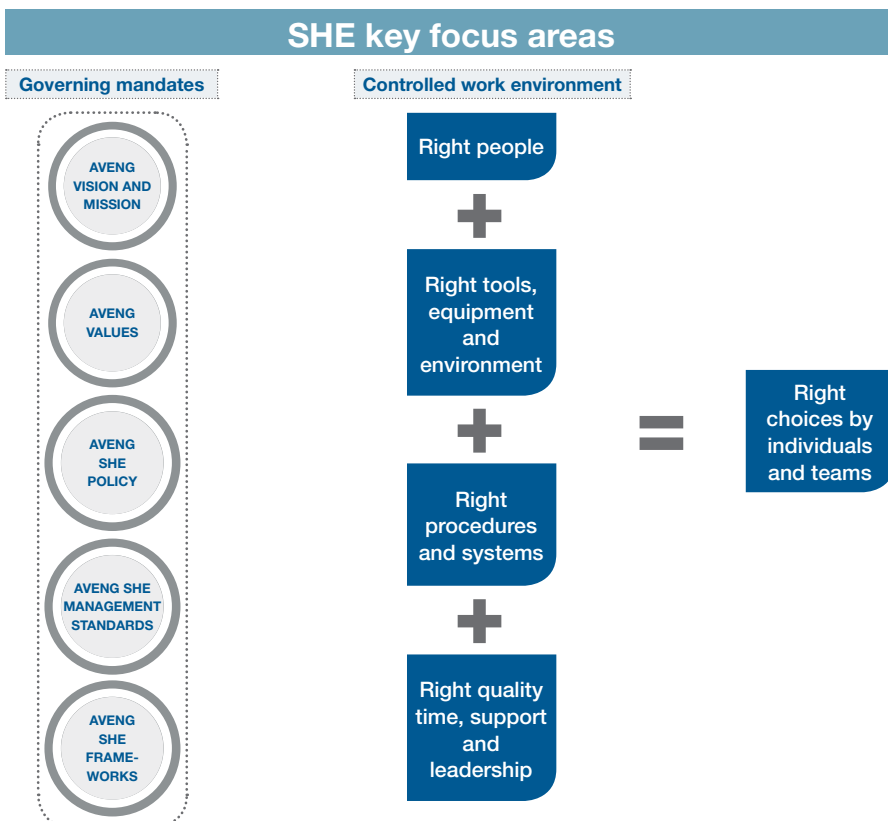 SHE key focus areas
Governing mandates
AVENG
VISION AND
MISSION
AVENG
VALUES
AVENG
SHE
POLICY
AVENG SHE
MANAGEMENT
STANDARDS
AVENG
SHE
FRAME-
WORKS
Controlled work environment
Right people
+
Right tools,
equipment
and
environment
+
Right
procedures
and systems
+
Right quality
time, support
and
leadership
=
Right
choices by
individuals
and teams